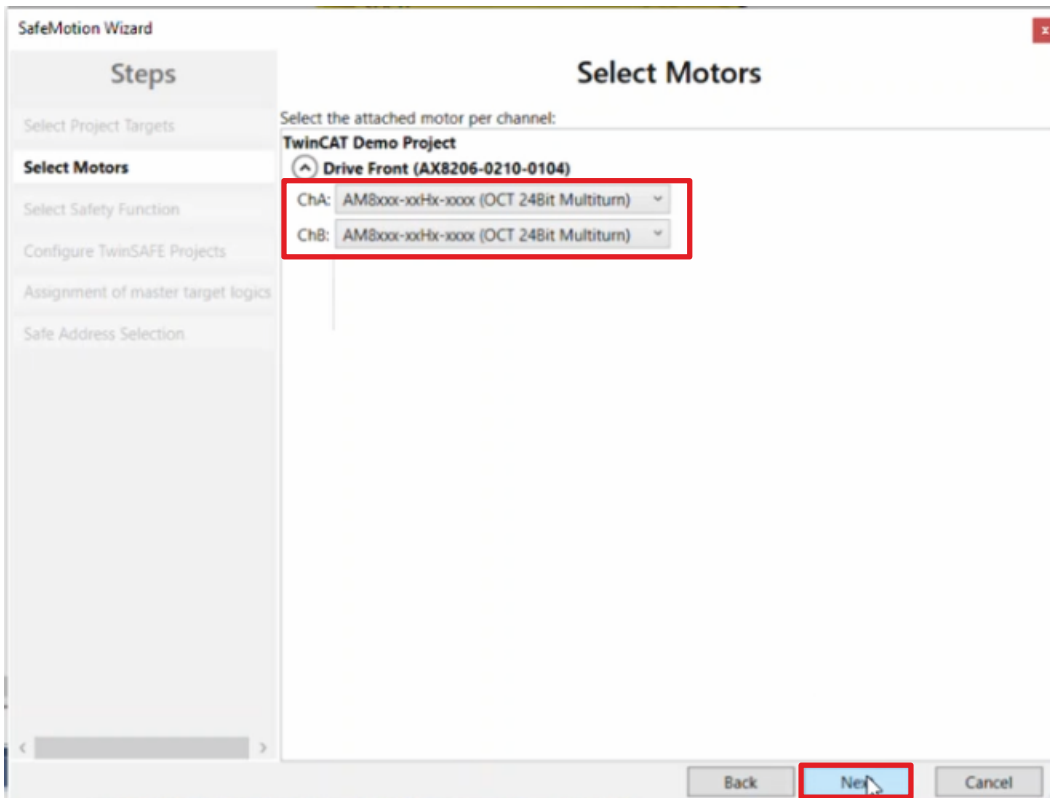 SafeMotion Wizard
x
Steps
Select Motors
Select Project Targets
Select Motors
Select Safety Function
Configure TwinSAFE Projects
Assignment of master target logics
Safe Address Selection
Select the attached motor per channel:
TwinCAT Demo Project
Drive Front (AX8206-0210-0104)
ChA: AM8xxx-xxHx-xxxx (OCT 24Bit Multiturn)
ChB: AM8xxx-xxHx-xxxx (OCT 24Bit Multiturn)
Back
Next
Cancel